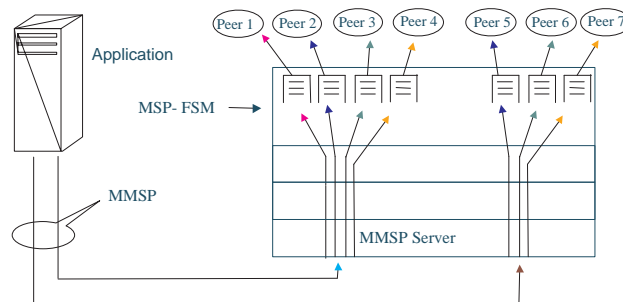 Peer 1
Peer 2
Peer 3
Peer 4
Peer 5
Peer 6
Peer 7
Application
MSP- FSM
MMSP
MMSP Server